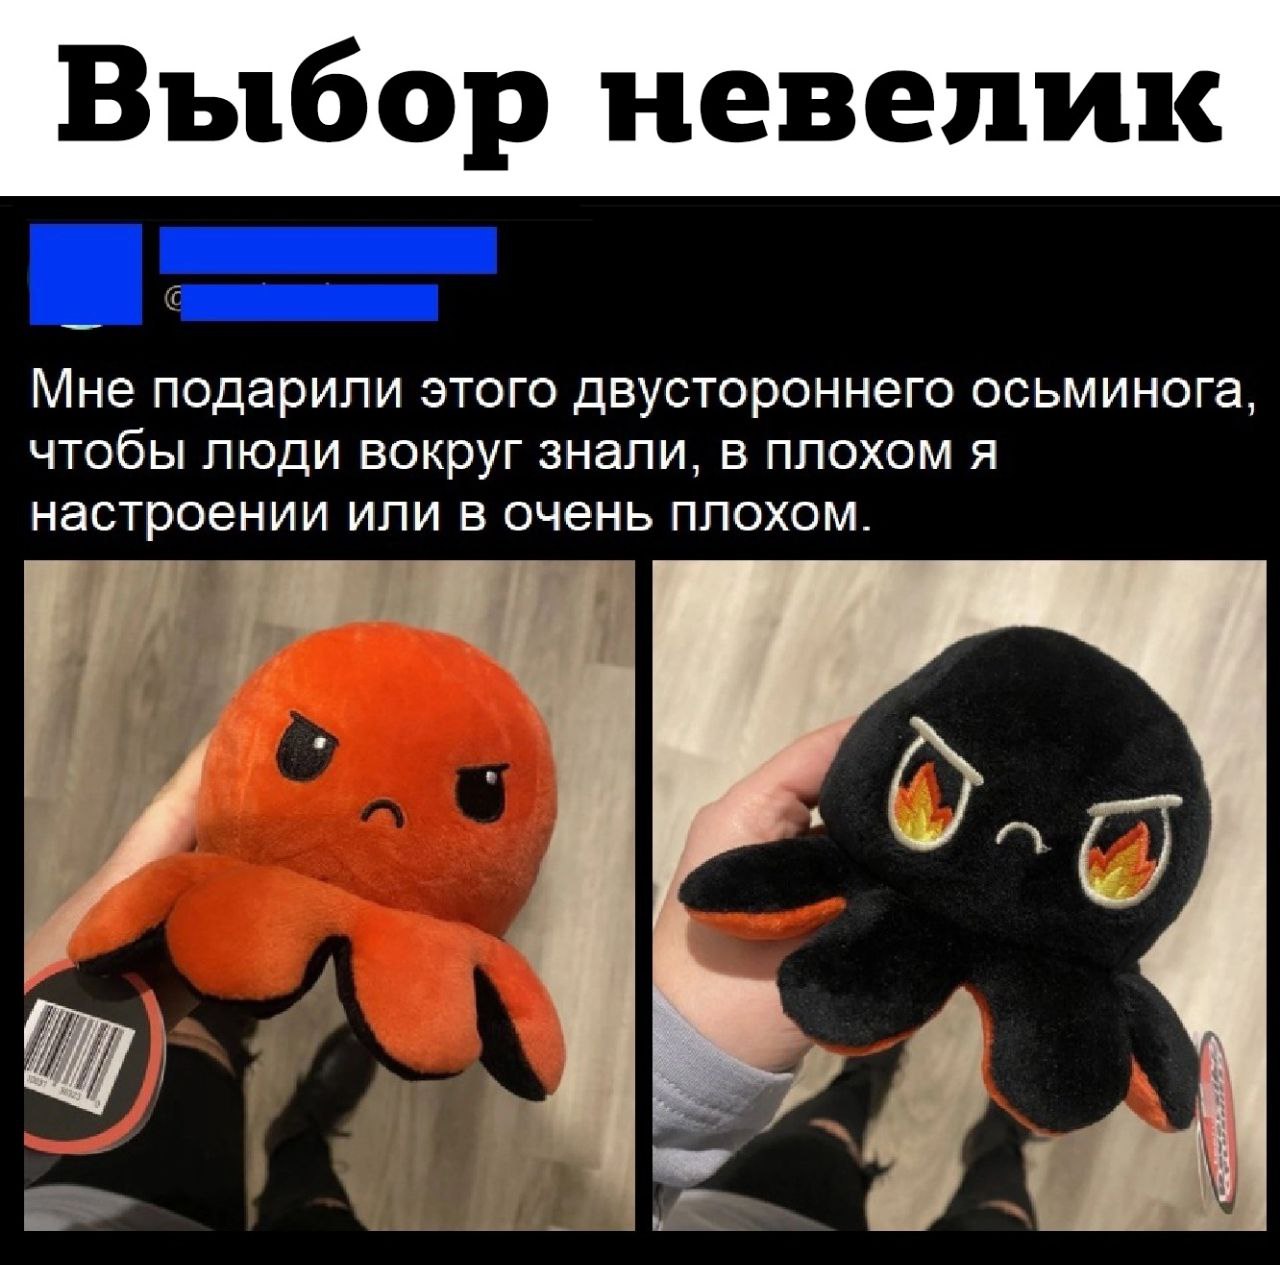 Выбор невелик
@
Мне подарили этого двустороннего осьминога,
чтобы люди вокруг знали, в плохом я
настроении или в очень плохом.